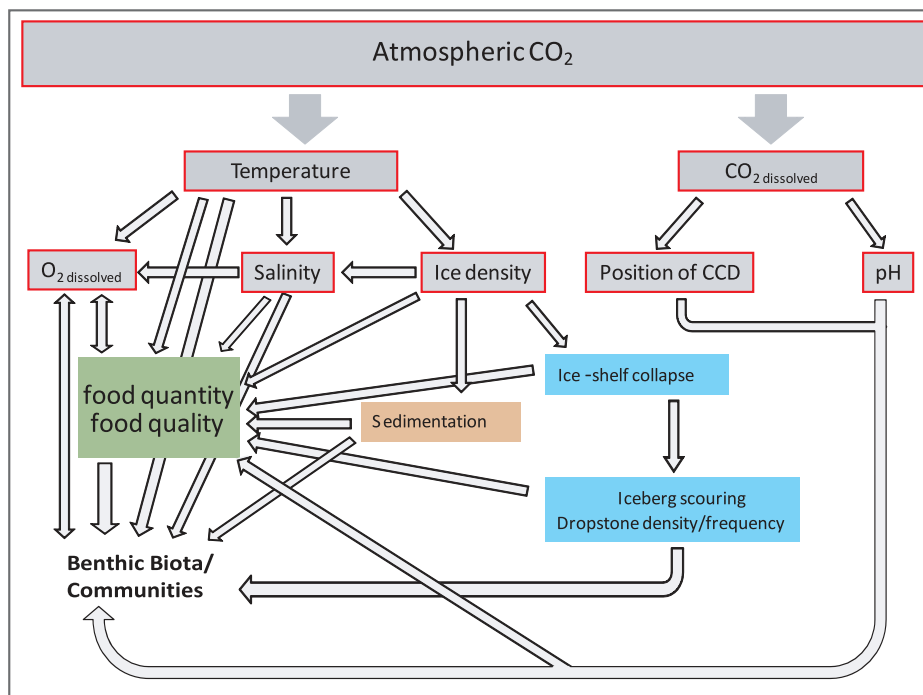 Atmospheric CO₂
Temperature
CO₂ dissolved
O₂ dissolved
Salinity
Ice density
Position of CCD
pH
food quantity
food quality
Ice -shelf collapse
Sedimentation
Iceberg scouring
Dropstone density/frequency
Benthic Biota/
Communities